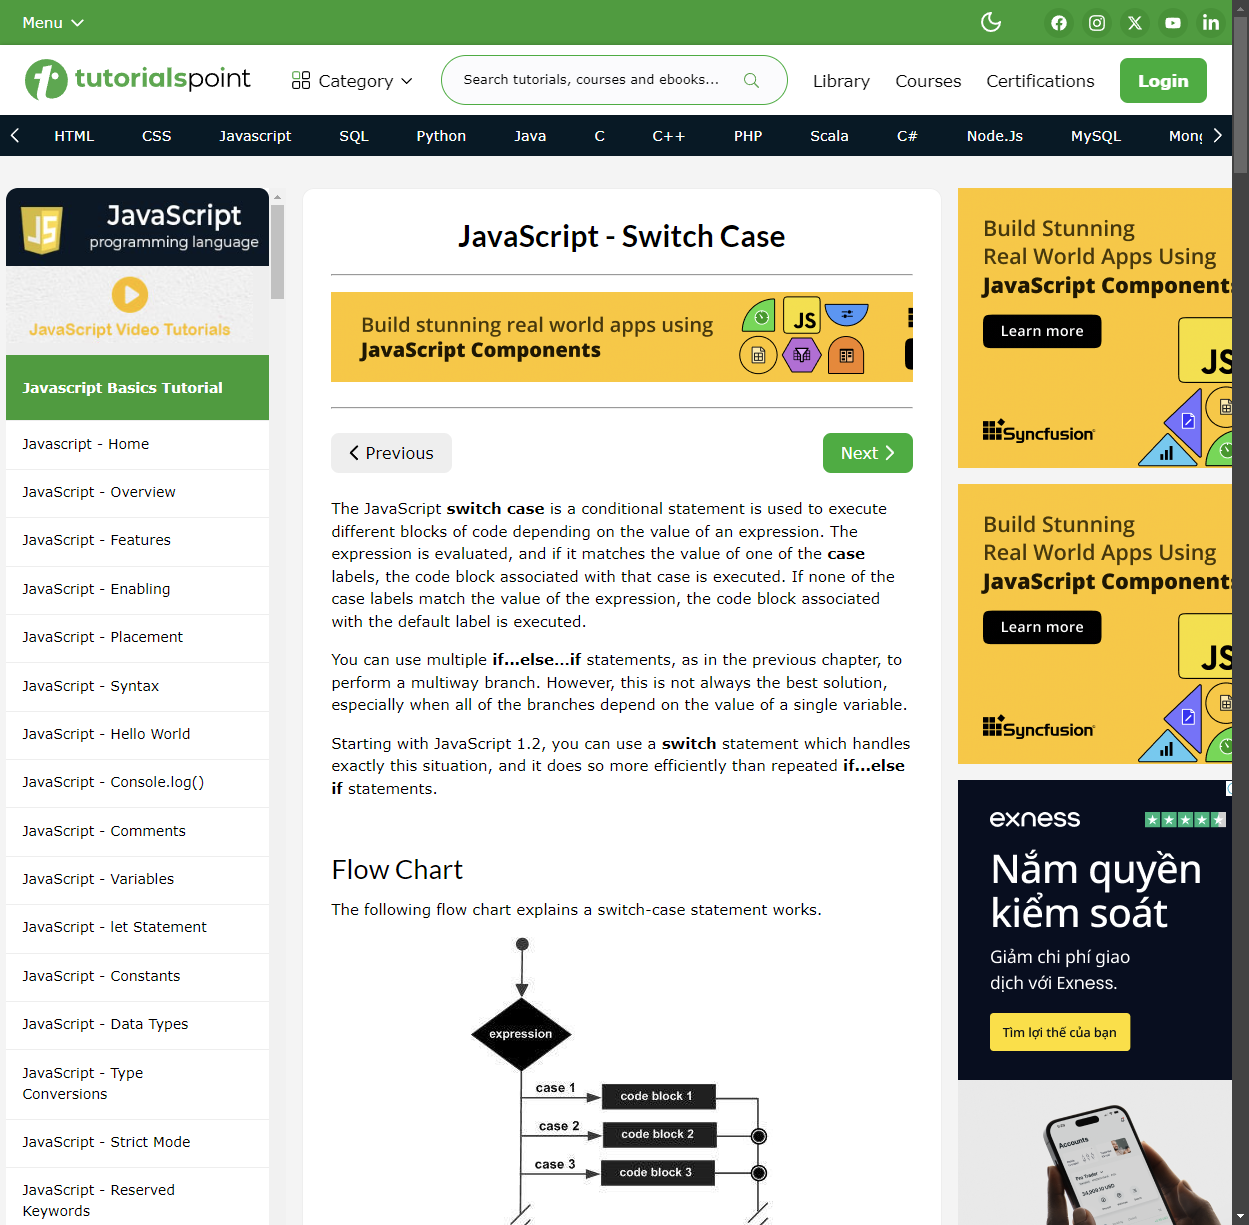 Menu
tutorialspoint
Category
Search tutorials, courses and ebooks...
Library
Courses
Certifications
Login
HTML
CSS
Javascript
SQL
Python
Java
C
C++
PHP
Scala
C#
Node.Js
MySQL
Mong
JS
JavaScript
programming language
JavaScript Video Tutorials
Javascript Basics Tutorial
Javascript - Home
JavaScript - Overview
JavaScript - Features
JavaScript - Enabling
JavaScript - Placement
JavaScript - Syntax
JavaScript - Hello World
JavaScript - Console.log()
JavaScript - Comments
JavaScript - Variables
JavaScript - let Statement
JavaScript - Constants
JavaScript - Data Types
JavaScript - Type
Conversions
JavaScript - Strict Mode
JavaScript - Reserved
Keywords
JavaScript - Switch Case
Build stunning real world apps using
JavaScript Components
JS
Previous
Next
The JavaScript switch case is a conditional statement is used to execute
different blocks of code depending on the value of an expression. The
expression is evaluated, and if it matches the value of one of the case
labels, the code block associated with that case is executed. If none of the
case labels match the value of the expression, the code block associated
with the default label is executed.
You can use multiple if...else...if statements, as in the previous chapter, to
perform a multiway branch. However, this is not always the best solution,
especially when all of the branches depend on the value of a single variable.
Starting with JavaScript 1.2, you can use a switch statement which handles
exactly this situation, and it does so more efficiently than repeated if...else
if statements.
Flow Chart
The following flow chart explains a switch-case statement works.
expression
case 1
code block 1
case 2
code block 2
case 3
code block 3
Build Stunning
Real World Apps Using
JavaScript Components
Learn more
JS
Syncfusion
Build Stunning
Real World Apps Using
JavaScript Components
Learn more
JS
Syncfusion
exness
Nắm quyền
kiểm soát
Giảm chi phí giao
dịch với Exness.
Tìm lợi thế của bạn
Accounts